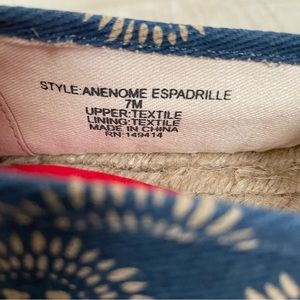 STYLE:ANENOME ESPADRILLE
7M
UPPER:TEXTILE
LINING:TEXTILE
MADE IN CHINA
RN:149414